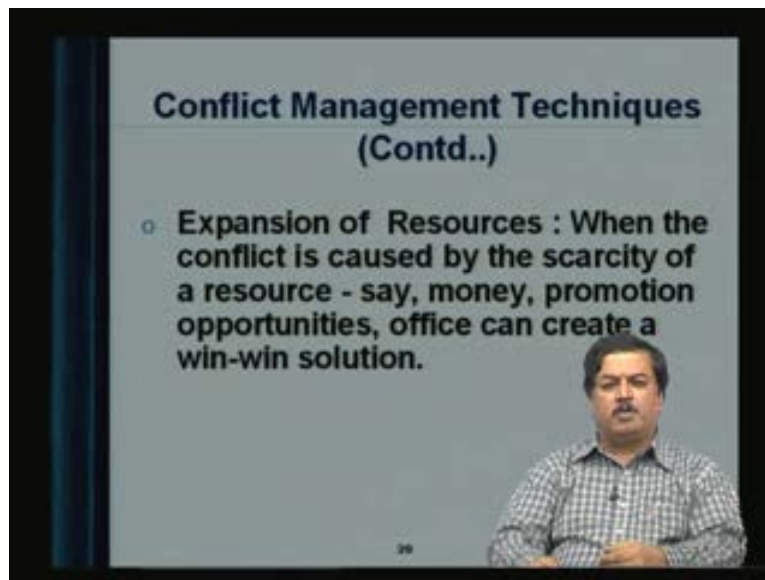 Conflict Management Techniques
(Contd..)
o Expansion of Resources : When the
conflict is caused by the scarcity of
a resource - say, money, promotion
opportunities, office can create a
win-win solution.